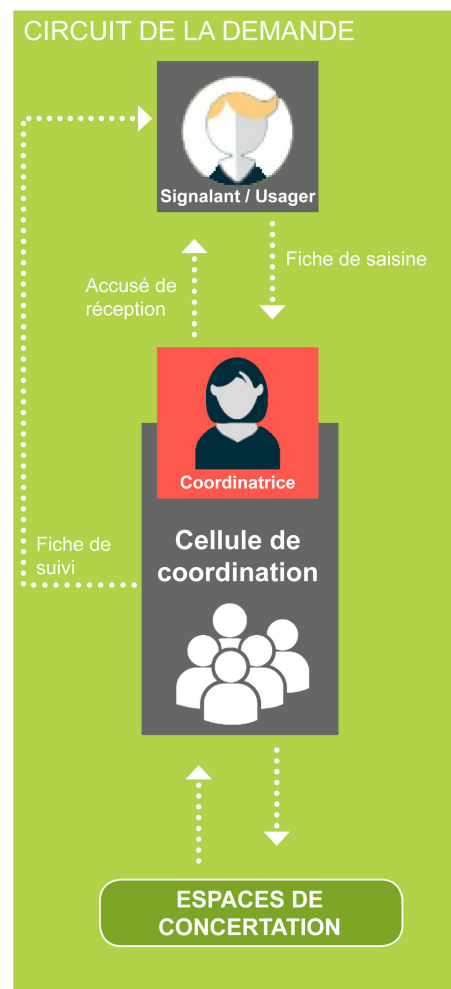 CIRCUIT DE LA DEMANDE
Signalant / Usager
Fiche de saisine
Accusé de
réception
Coordinatrice
Cellule de
coordination
Fiche de
suivi
ESPACES DE
CONCERTATION